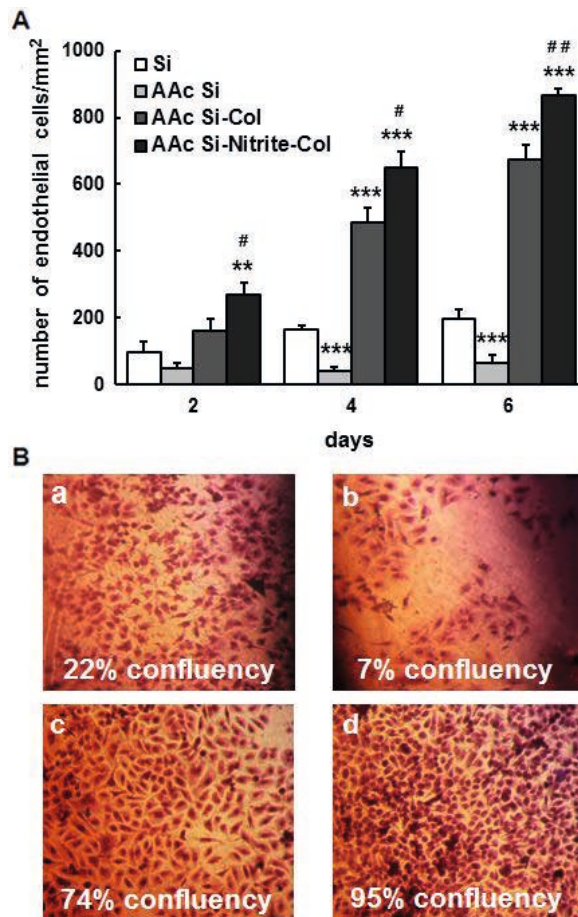 A
1000
800
600
400
200
0
number of endothelial cells/mm²
Si
AAc Si
AAc Si-Col
AAc Si-Nitrite-Col
#
**
***
***
#
***
***
***
##
***
2
4
6
days
B
a
22% confluency
b
7% confluency
c
74% confluency
d
95% confluency